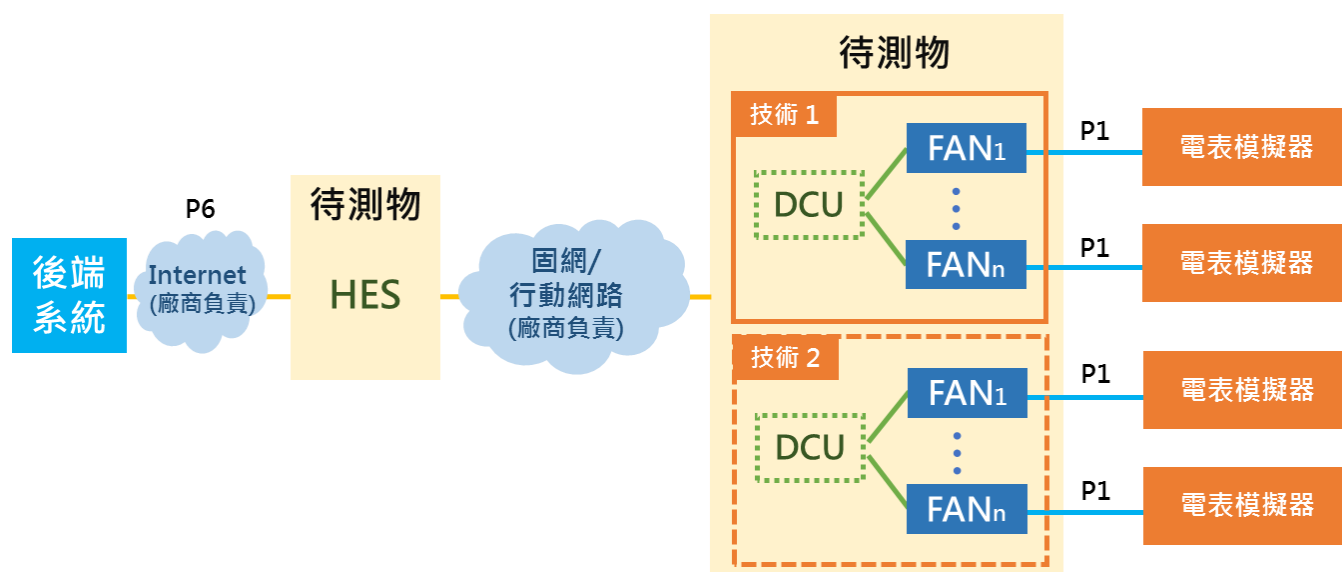 後端
系統
P6
Internet
(廠商負責)
待測物
HES
固網/
行動網路
(廠商負責)
待測物
技術 1
DCU
FAN1
FANn
P1
電表模擬器
P1
電表模擬器
技術 2
DCU
FAN1
FANn
P1
電表模擬器
P1
電表模擬器